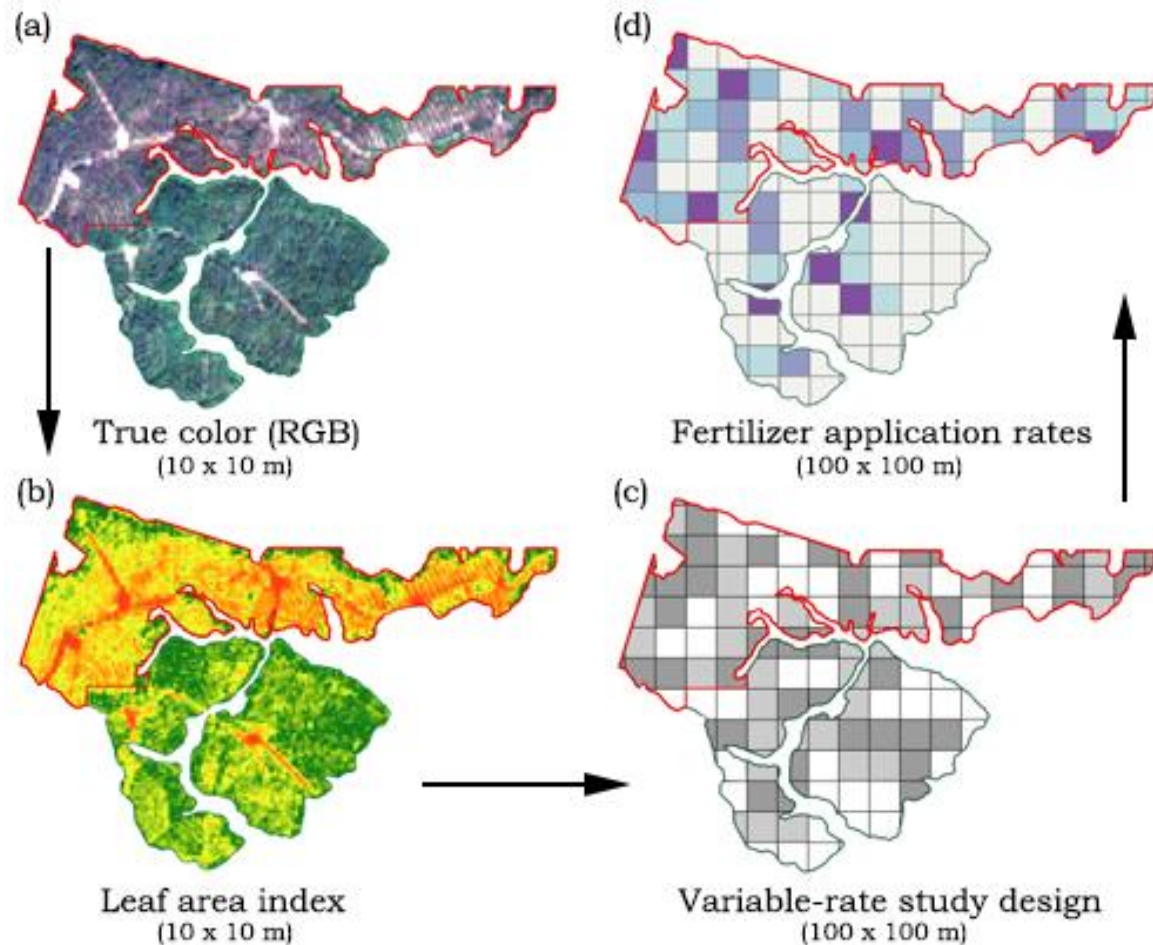 (a)
True color (RGB)
(10 x 10 m)
(d)
Fertilizer application rates
(100 x 100 m)
(b)
Leaf area index
(10 x 10 m)
(c)
Variable-rate study design
(100 x 100 m)